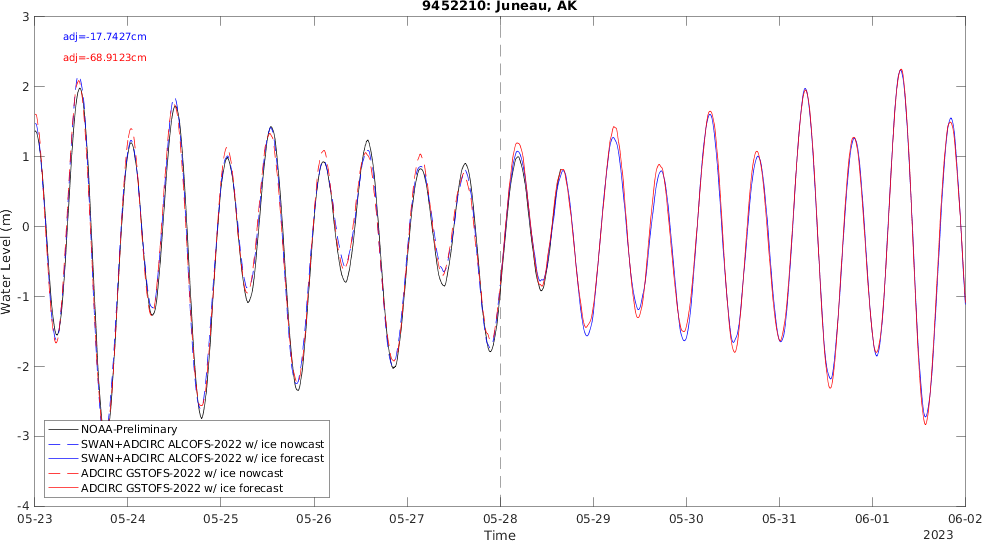 9452210: Juneau, AK
adj=-17.7427cm
adj=-68.9123cm
Water Level (m)
3
2
1
0
-1
-2
-3
-4
NOAA-Preliminary
SWAN+ADCIRC ALCOFS-2022 w/ ice nowcast
SWAN+ADCIRC ALCOFS-2022 w/ ice forecast
ADCIRC GSTOFS-2022 w/ ice nowcast
ADCIRC GSTOFS-2022 w/ ice forecast
05-23 05-24 05-25 05-26 05-27 05-28 05-29 05-30 05-31 06-01 06-02
Time
2023